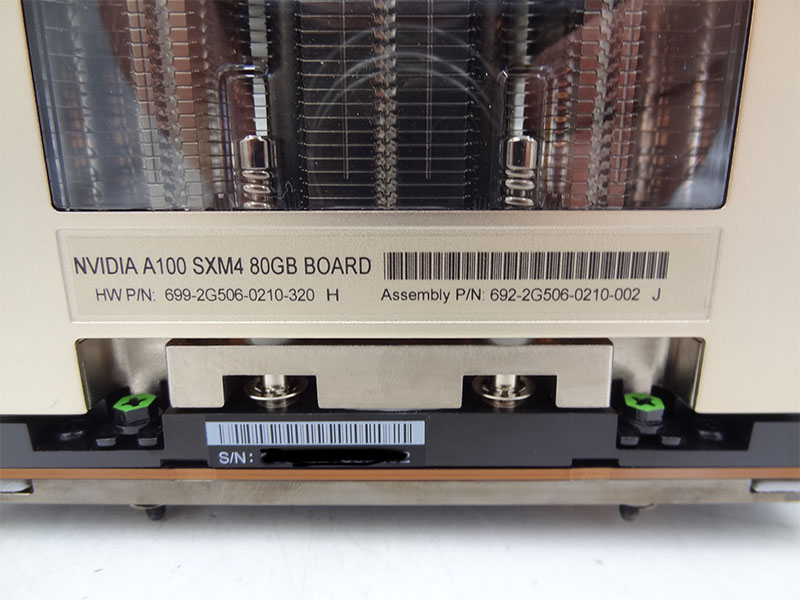 NVIDIA A100 SXM4 80GB BOARD
HW P/N: 699-2G506-0210-320 H Assembly P/N: 692-2G506-0210-002 J
S/N: